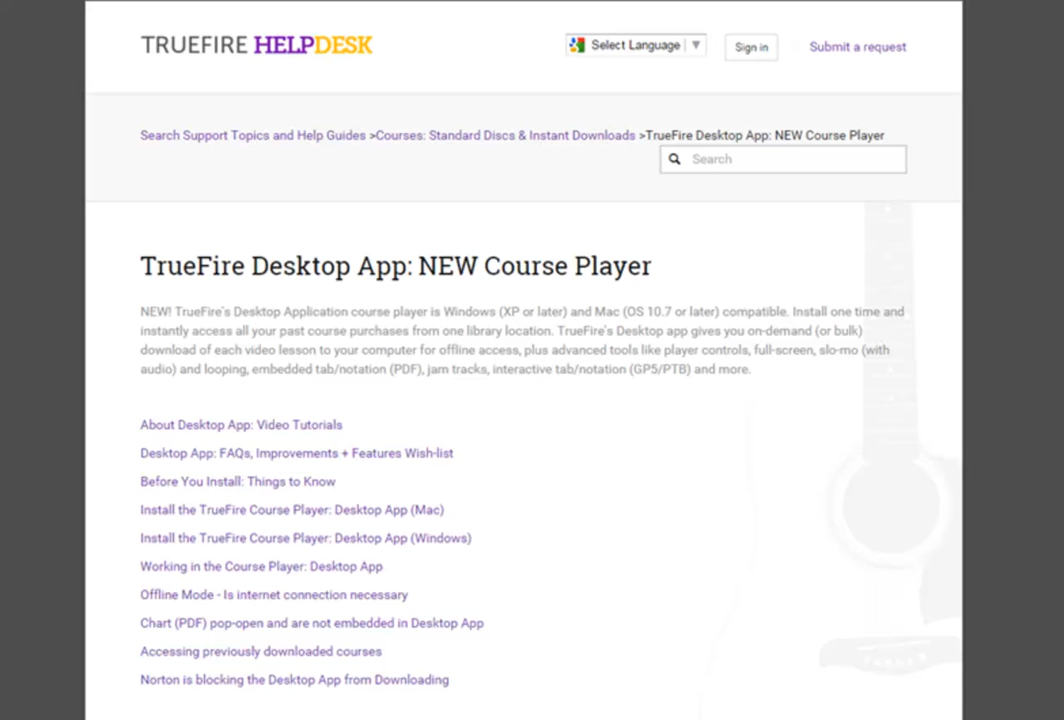 TRUEFIRE HELPDESK
Select Language ▼
Sign in
Submit a request
Search Support Topics and Help Guides >Courses: Standard Discs & Instant Downloads >TrueFire Desktop App: NEW Course Player
Search
TrueFire Desktop App: NEW Course Player
NEW! TrueFire's Desktop Application course player is Windows (XP or later) and Mac (OS 10.7 or later) compatible. Install one time and
instantly access all your past course purchases from one library location. TrueFire's Desktop app gives you on-demand (or bulk)
download of each video lesson to your computer for offline access, plus advanced tools like player controls, full-screen, slo-mo (with
audio) and looping, embedded tab/notation (PDF), jam tracks, interactive tab/notation (GP5/PTB) and more.
About Desktop App: Video Tutorials
Desktop App: FAQs, Improvements + Features Wish-list
Before You Install: Things to Know
Install the TrueFire Course Player: Desktop App (Mac)
Install the TrueFire Course Player: Desktop App (Windows)
Working in the Course Player: Desktop App
Offline Mode - Is internet connection necessary
Chart (PDF) pop-open and are not embedded in Desktop App
Accessing previously downloaded courses
Norton is blocking the Desktop App from Downloading